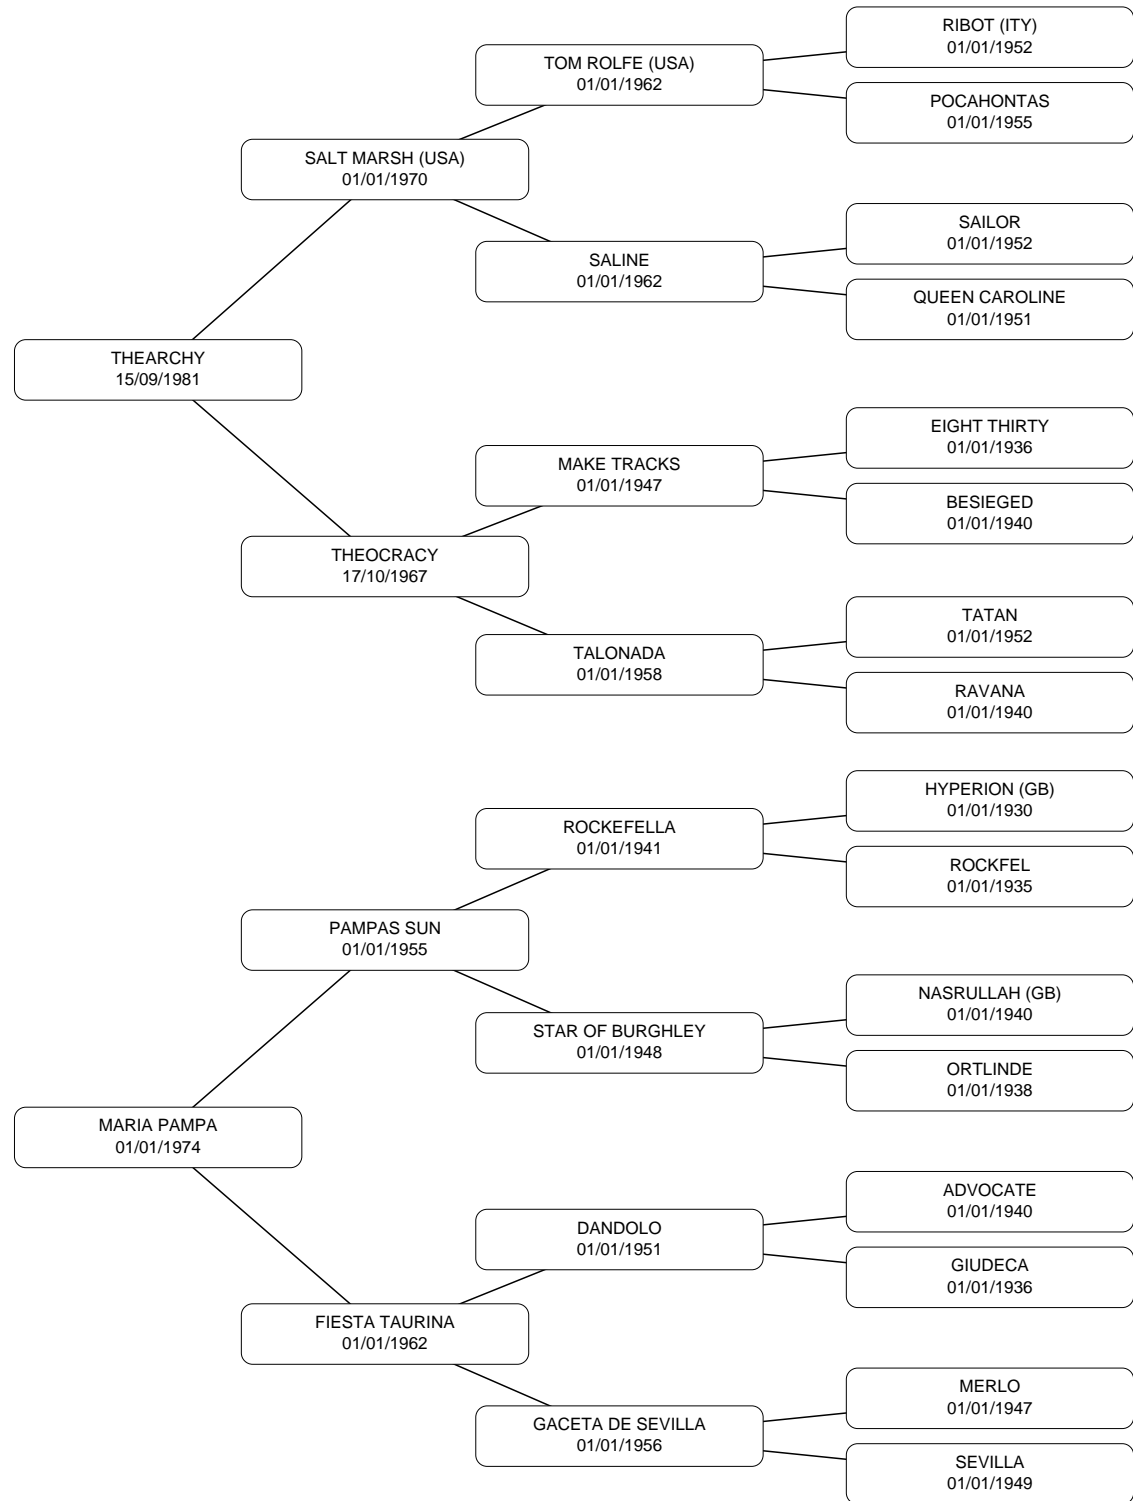 RIBOT (ITY)
01/01/1952
TOM ROLFE (USA)
01/01/1962
POCAHONTAS
01/01/1955
SALT MARSH (USA)
01/01/1970
SAILOR
01/01/1952
SALINE
01/01/1962
QUEEN CAROLINE
01/01/1951
THEARCHY
15/09/1981
EIGHT THIRTY
01/01/1936
MAKE TRACKS
01/01/1947
BESIEGED
01/01/1940
THEOCRACY
17/10/1967
TATAN
01/01/1952
TALONADA
01/01/1958
RAVANA
01/01/1940
HYPERION (GB)
01/01/1930
ROCKEFELLA
01/01/1941
ROCKFEL
01/01/1935
PAMPAS SUN
01/01/1955
NASRULLAH (GB)
01/01/1940
STAR OF BURGHLEY
01/01/1948
ORTLINDE
01/01/1938
MARIA PAMPA
01/01/1974
ADVOCATE
01/01/1940
DANDOLO
01/01/1951
GIUDECA
01/01/1936
FIESTA TAURINA
01/01/1962
MERLO
01/01/1947
GACETA DE SEVILLA
01/01/1956
SEVILLA
01/01/1949